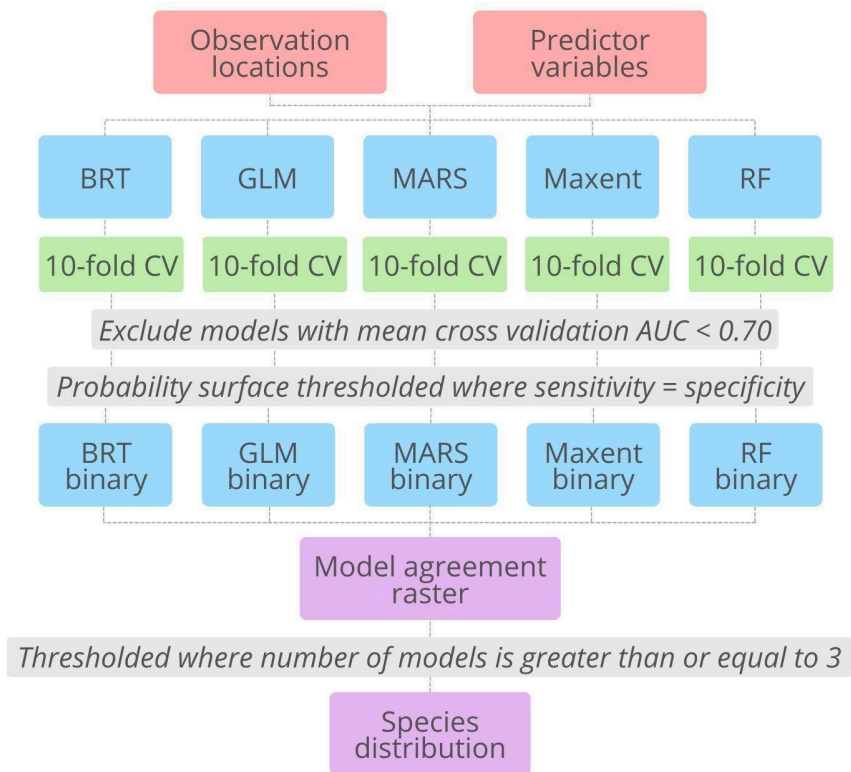 Observation
locations
Predictor
variables
BRT
GLM
MARS
Maxent
RF
10-fold CV
10-fold CV
10-fold CV
10-fold CV
10-fold CV
Exclude models with mean cross validation AUC < 0.70
Probability surface thresholded where sensitivity = specificity
BRT
binary
GLM
binary
MARS
binary
Maxent
binary
RF
binary
Model agreement
raster
Thresholded where number of models is greater than or equal to 3
Species
distribution